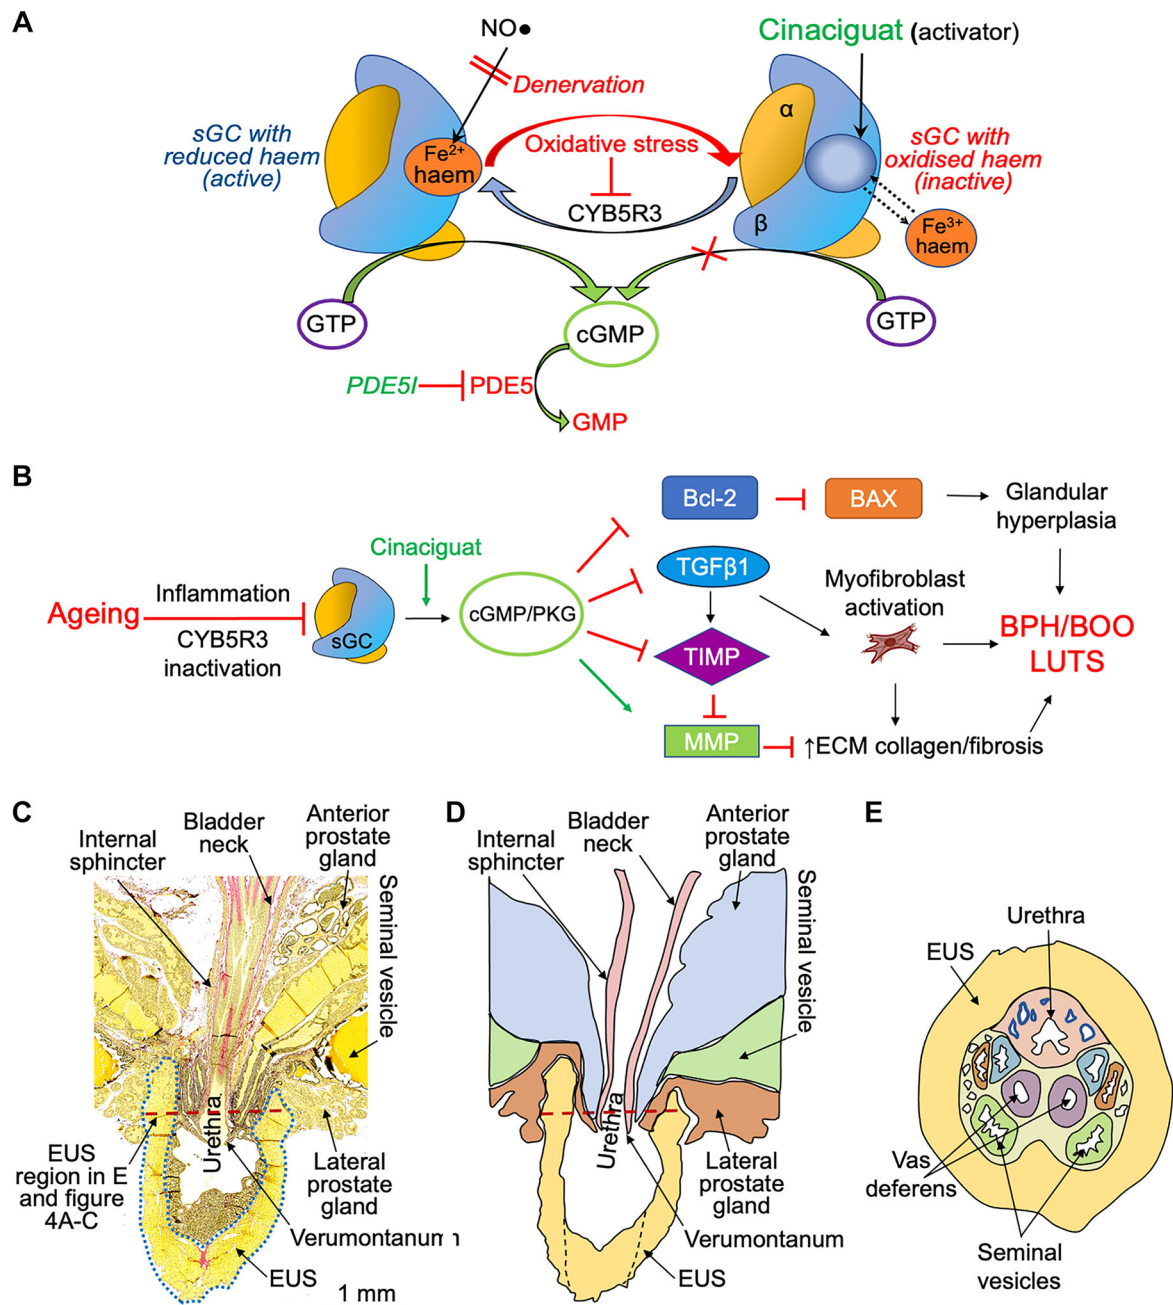 A
NO●
Denervation
Cinaciguat (activator)
sGC with
reduced haem
(active)
Fe2+
haem
Oxidative stress
CYB5R3
α
β
sGC with
oxidised haem
(inactive)
Fe3+
haem
GTP
cGMP
GTP
PDE5I
PDE5
GMP
B
Ageing
Inflammation
CYB5R3
inactivation
sGC
Cinaciguat
cGMP/PKG
Bcl-2
BAX
Glandular
hyperplasia
TGFβ1
Myofibroblast
activation
TIMP
BPH/BOO
LUTS
MMP
↑ECM collagen/fibrosis
C
Internal
sphincter
Bladder
neck
Anterior
prostate
gland
Seminal vesicle
Urethra
EUS
region in E
and figure
4A-C
Lateral
prostate
gland
Verumontanum
EUS
1 mm
D
Internal
sphincter
Bladder
neck
Anterior
prostate
gland
Seminal vesicle
Urethra
Lateral
prostate
gland
Verumontanum
EUS
E
Urethra
EUS
Vas
deferens
Seminal
vesicles